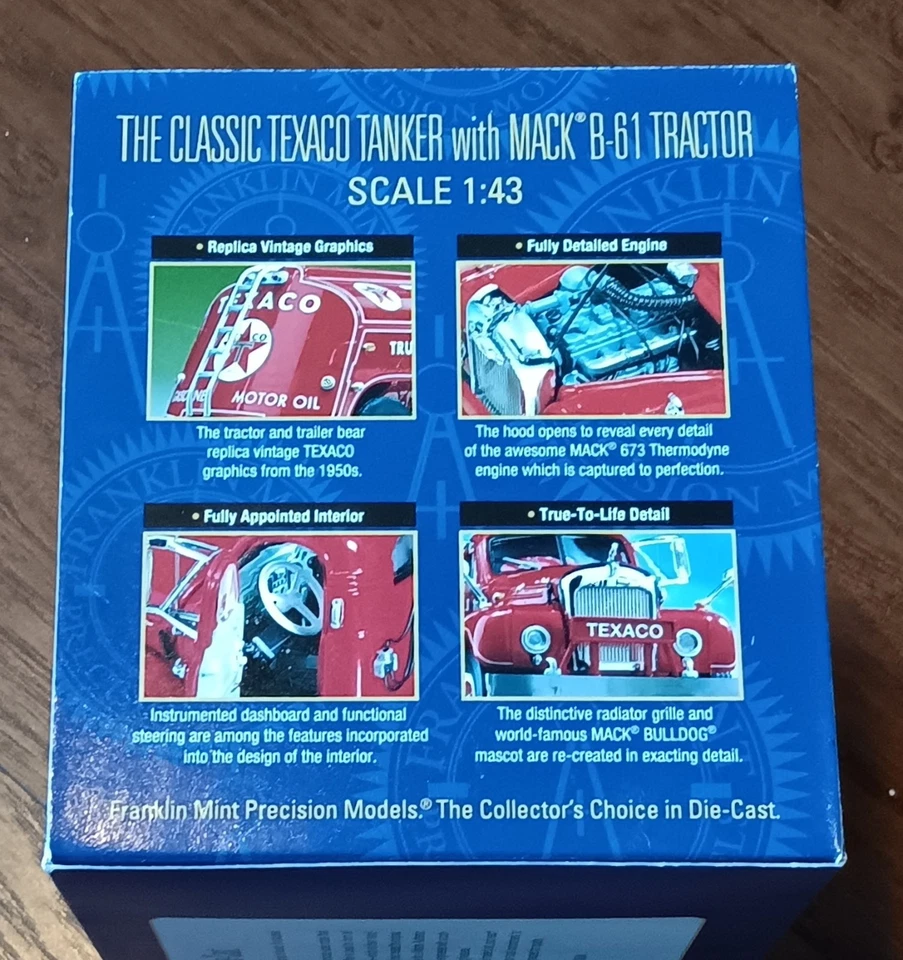 THE CLASSIC TEXACO TANKER with MACK® B-61 TRACTOR
SCALE 1:43
• Replica Vintage Graphics
TEXACO
MOTOR OIL
TRU
The tractor and trailer bear
replica vintage TEXACO
graphics from the 1950s.
• Fully Detailed Engine
The hood opens to reveal every detail
of the awesome MACK® 673 Thermodyne
engine which is captured to perfection.
• Fully Appointed Interior
Instrumented dashboard and functional
steering are among the features incorporated
into the design of the interior.
• True-To-Life Detail
TEXACO
The distinctive radiator grille and
world-famous MACK® BULLDOG®
mascot are re-created in exacting detail.
Franklin Mint Precision Models.® The Collector's Choice in Die-Cast.